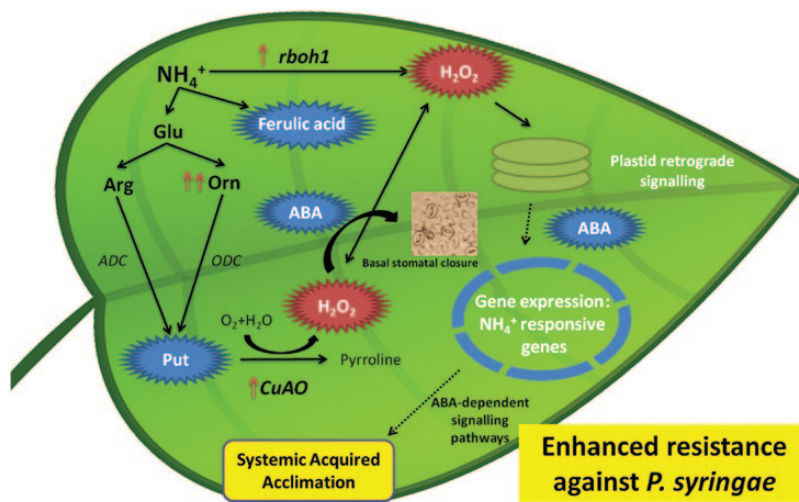 ↑ rboh1
NH₄⁺
H₂O₂
Ferulic acid
Glu
Arg
↑↑ Orn
Plastid retrograde
signalling
ABA
ABA
Basal stomatal closure
ADC
ODC
H₂O₂
O₂+H₂O
Put
Pyrroline
↑CuAO
Gene expression:
NH₄⁺ responsive
genes
ABA-dependent
signalling
pathways
Systemic Acquired
Acclimation
Enhanced resistance
against P. syringae